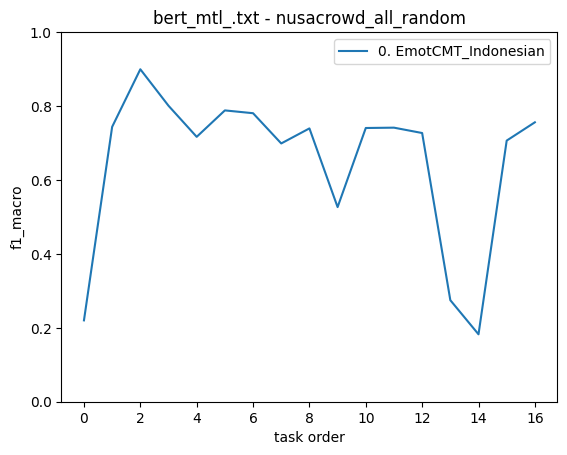 bert_mtl_.txt - nusacrowd_all_random
0. EmotCMT_Indonesian
1.0
0.8
0.6
0.4
0.2
0.0
f1_macro
0 2 4 6 8 10 12 14 16
task order